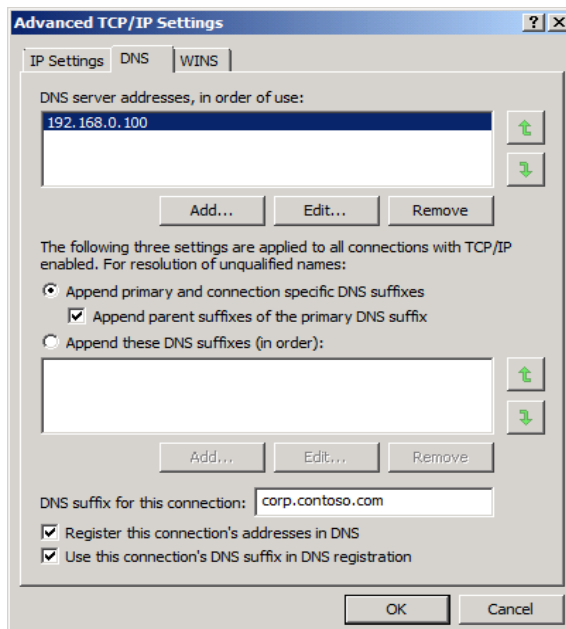 Advanced TCP/IP Settings
IP Settings DNS WINS
DNS server addresses, in order of use:
192.168.0.100
Add... Edit... Remove
The following three settings are applied to all connections with TCP/IP
enabled. For resolution of unqualified names:
Append primary and connection specific DNS suffixes
Append parent suffixes of the primary DNS suffix
Append these DNS suffixes (in order):
Add... Edit... Remove
DNS suffix for this connection: corp.contoso.com
Register this connection's addresses in DNS
Use this connection's DNS suffix in DNS registration
OK Cancel